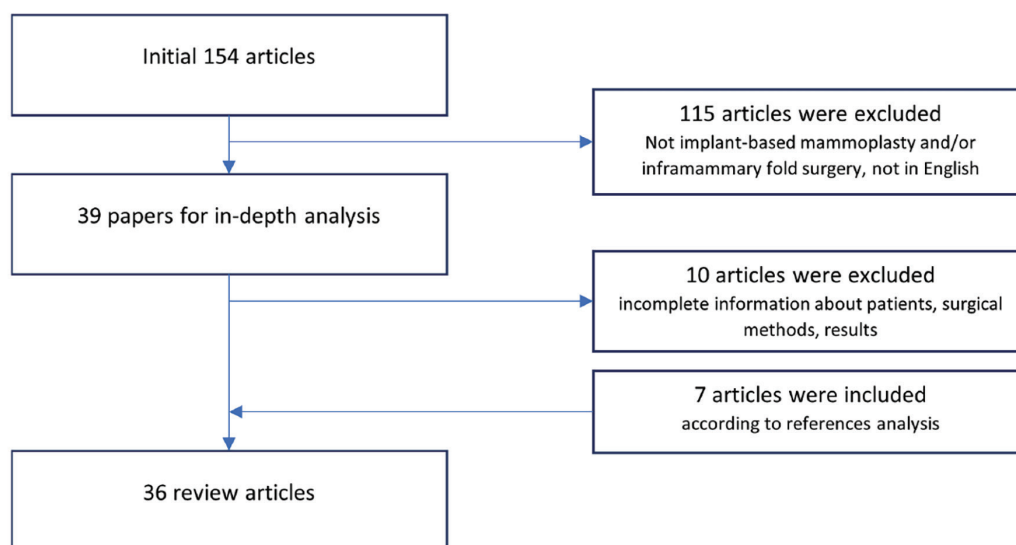 Initial 154 articles
115 articles were excluded
Not implant-based mammoplasty and/or
inframammary fold surgery, not in English
39 papers for in-depth analysis
10 articles were excluded
incomplete information about patients, surgical
methods, results
7 articles were included
according to references analysis
36 review articles